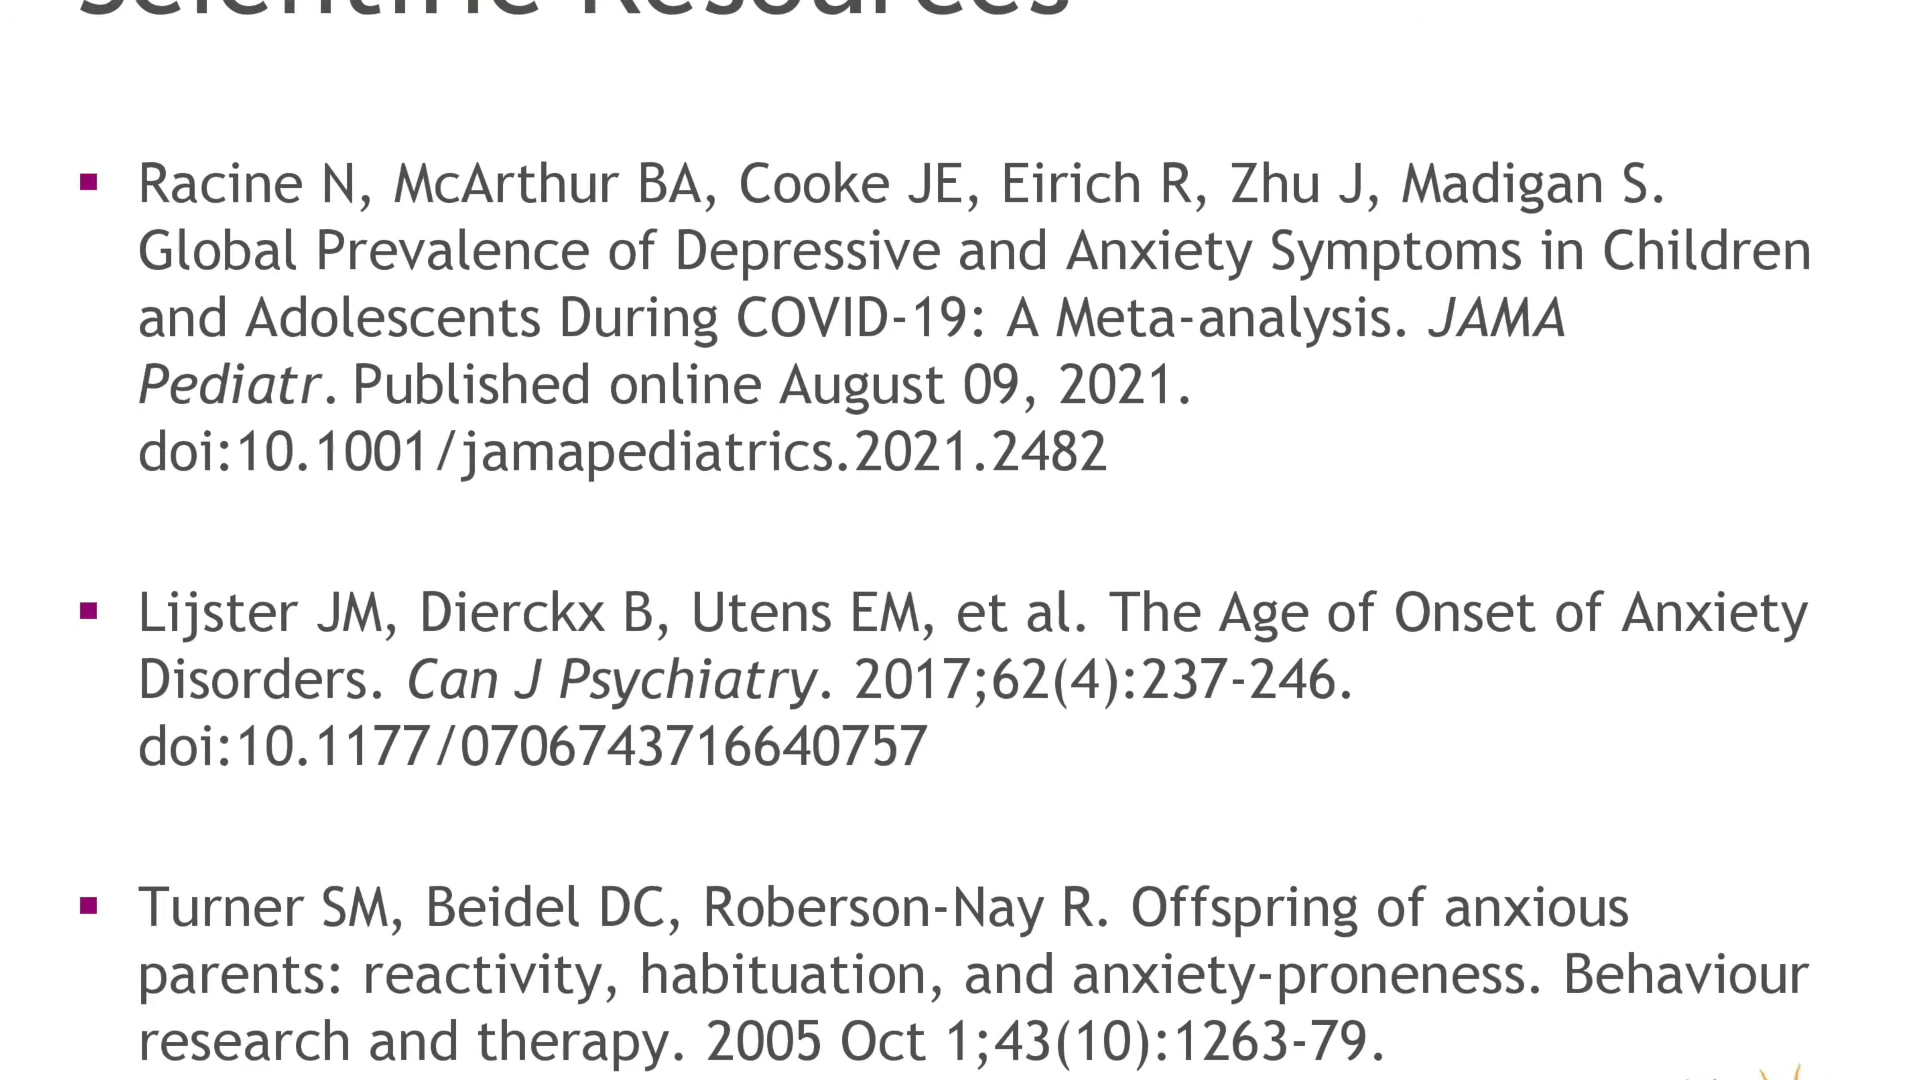 Scientific Resources
▪ Racine N, McArthur BA, Cooke JE, Eirich R, Zhu J, Madigan S.
Global Prevalence of Depressive and Anxiety Symptoms in Children
and Adolescents During COVID-19: A Meta-analysis. JAMA
Pediatr. Published online August 09, 2021.
doi:10.1001/jamapediatrics.2021.2482
▪ Lijster JM, Dierckx B, Utens EM, et al. The Age of Onset of Anxiety
Disorders. Can J Psychiatry. 2017;62(4):237-246.
doi:10.1177/0706743716640757
▪ Turner SM, Beidel DC, Roberson-Nay R. Offspring of anxious
parents: reactivity, habituation, and anxiety-proneness. Behaviour
research and therapy. 2005 Oct 1;43(10):1263-79.